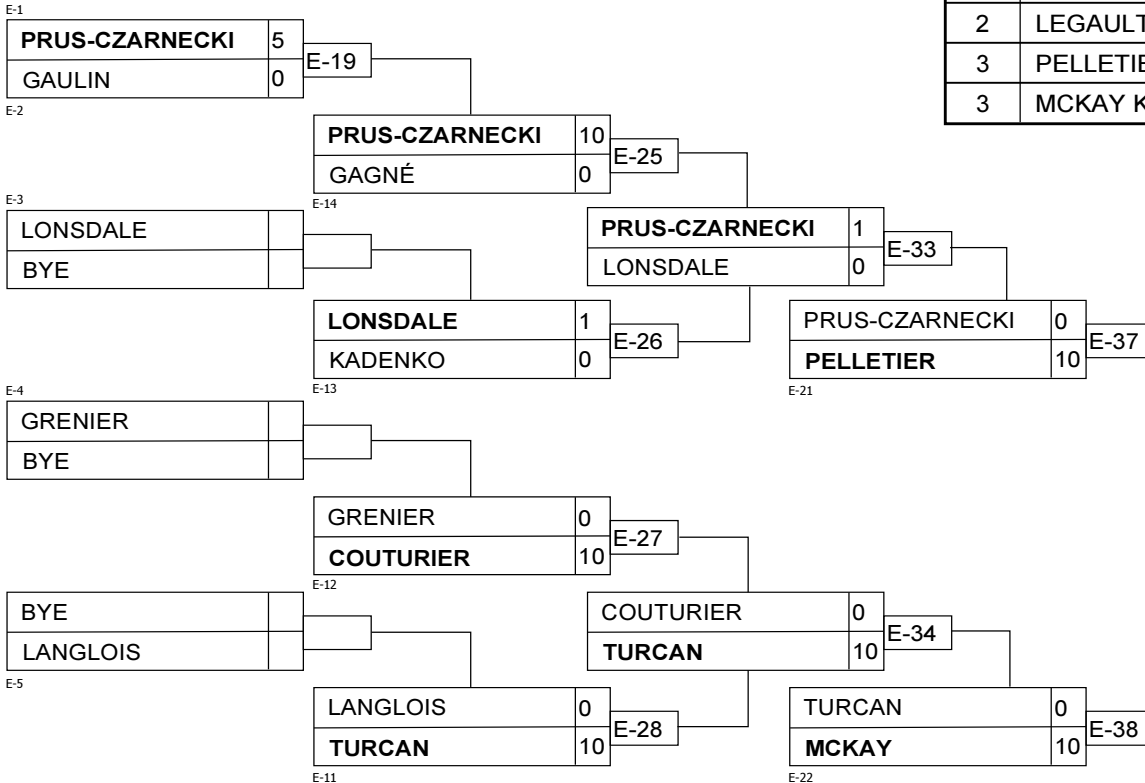 E-1
PRUS-CZARNECKI 5
GAULIN 0
E-19
E-2
2 LEGAULT
3
3 MCKAY K
PRUS-CZARNECKI 10
GAGNÉ 0
E-25
E-14
E-3
LONSDALE
BYE
PRUS-CZARNECKI 1
LONSDALE 0
E-33
LONSDALE 1
KADENKO 0
E-26
E-13
PRUS-CZARNECKI 0
PELLETIER 10
E-37
E-21
E-4
GRENIER
BYE
GRENIER 0
COUTURIER 10
E-27
E-12
BYE
LANGLOIS
E-5
COUTURIER 0
TURCAN 10
E-34
LANGLOIS 0
TURCAN 10
E-28
E-11
TURCAN 0
MCKAY 10
E-38
E-22